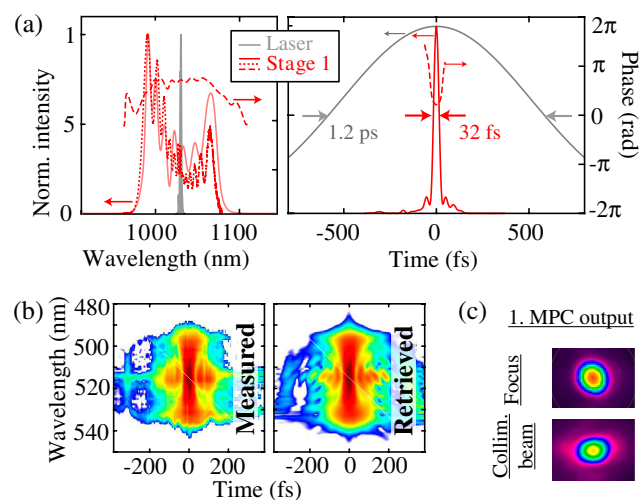 (a)
Norm. intensity
1
5
0
1000
1100
Wavelength (nm)
Laser
Stage 1
1.2 ps
32 fs
-500
0
500
Time (fs)
2π
π
0
-π
-2π
Phase (rad)
(b)
Wavelength (nm)
480
500
520
540
-200
0
200
Measured
-200
0
200
Retrieved
Time (fs)
(c)
1. MPC output
Focus
Collim.
beam